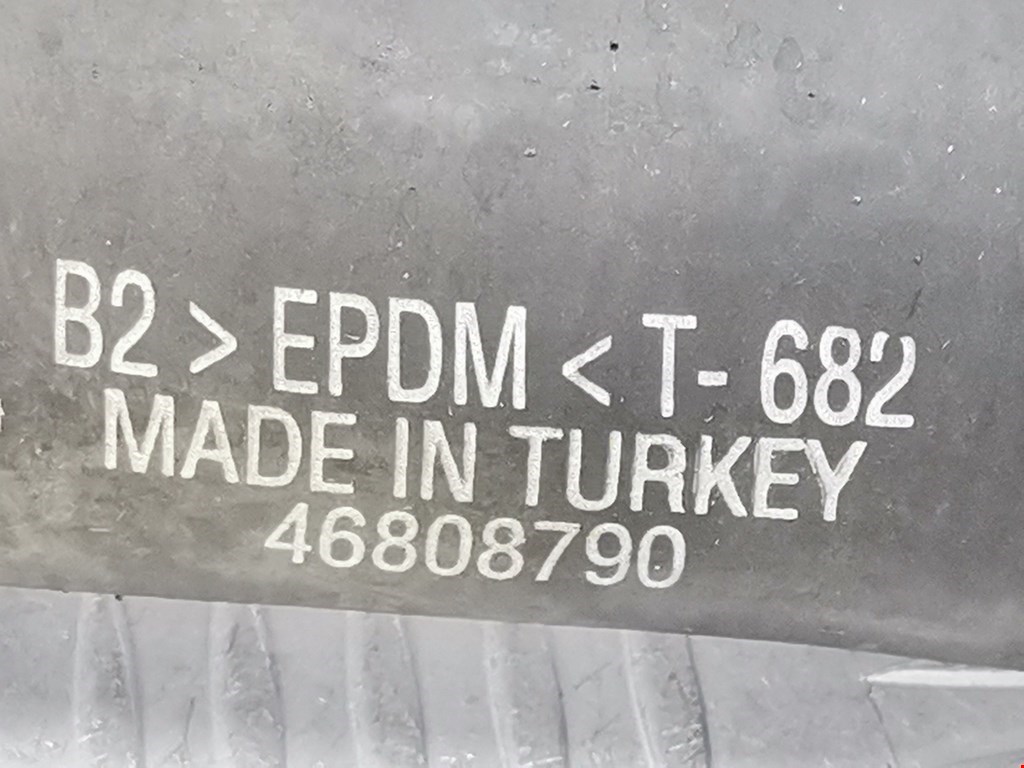 B2 > EPDM < T- 682
MADE IN TURKEY
46808790